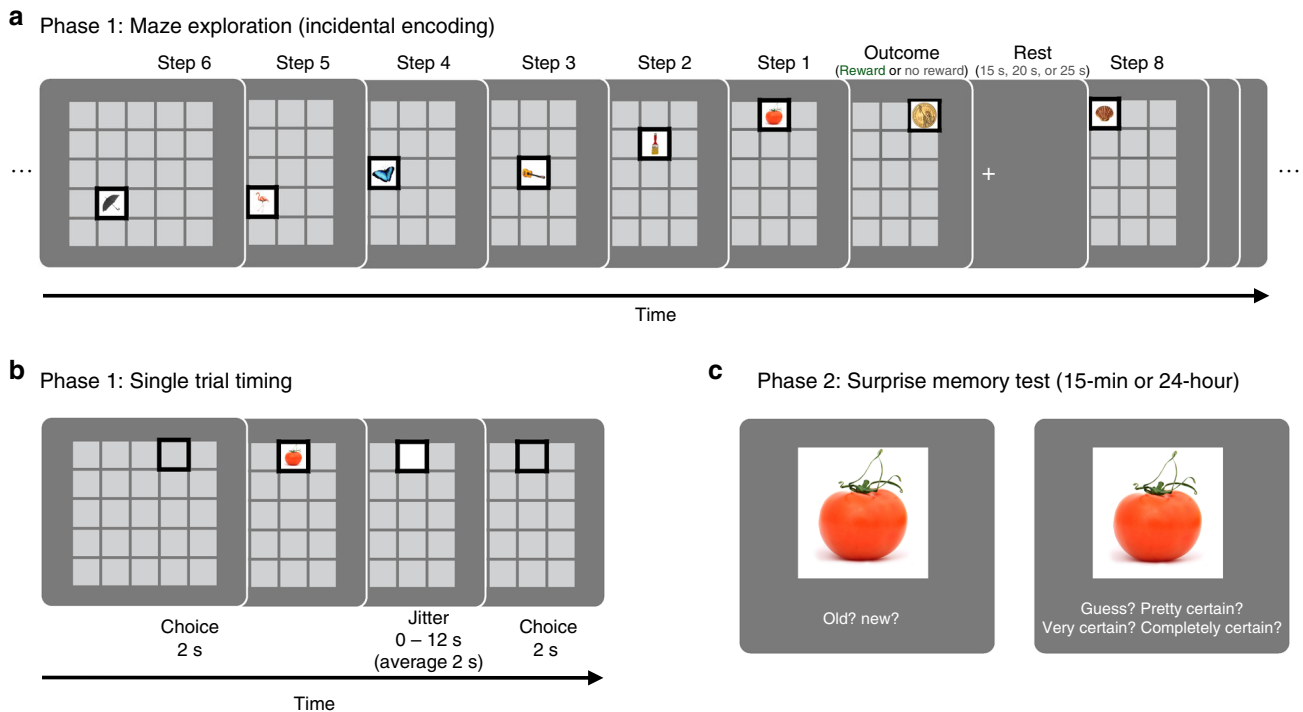 a
Phase 1: Maze exploration (incidental encoding)
Step 6
Step 5
Step 4
Step 3
Step 2
Step 1
Outcome
(Reward or no reward)
Rest
(15 s, 20 s, or 25 s)
Step 8
...
+
...
Time
b
Phase 1: Single trial timing
Choice
2 s
Jitter
0 – 12 s
(average 2 s)
Choice
2 s
Time
c
Phase 2: Surprise memory test (15-min or 24-hour)
Old? new?
Guess? Pretty certain?
Very certain? Completely certain?